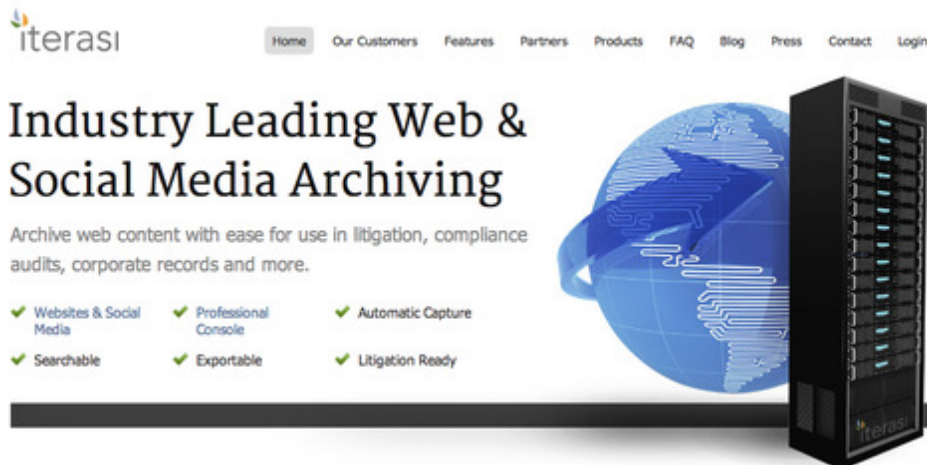 iterasi
Home Our Customers Features Partners Products FAQ Blog Press Contact Login
Industry Leading Web &
Social Media Archiving
Archive web content with ease for use in litigation, compliance
audits, corporate records and more.
Websites & Social
Media
Professional
Console
Automatic Capture
Searchable
Exportable
Litigation Ready
iterasi